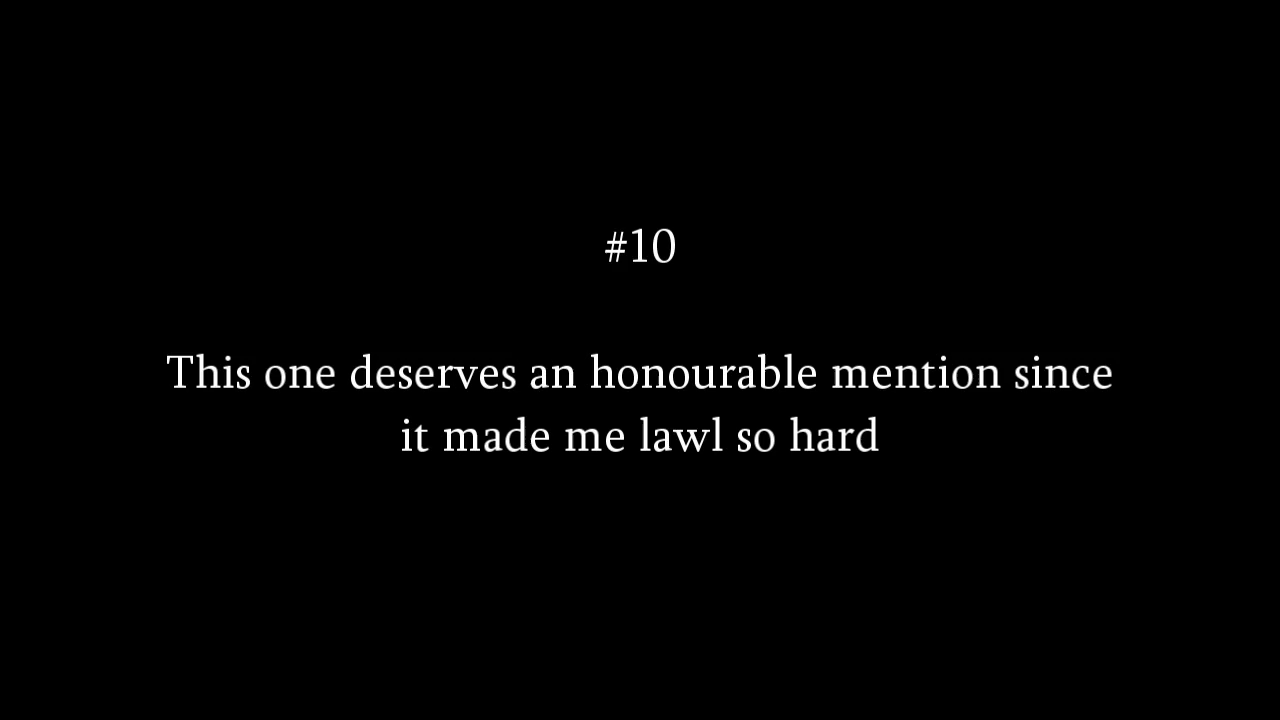 #10
This one deserves an honourable mention since
it made me lawl so hard